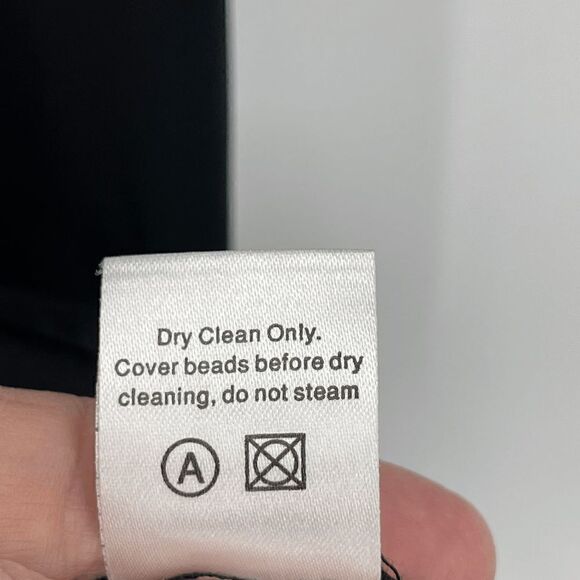 Dry Clean Only.
Cover beads before dry
cleaning, do not steam
A